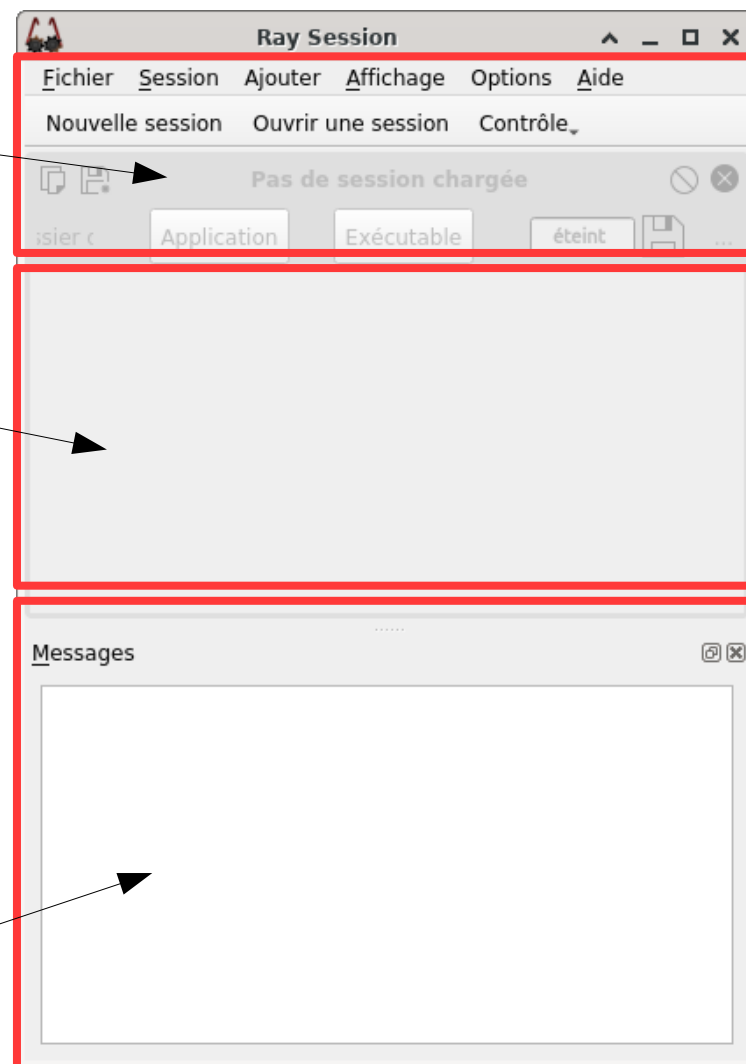 Ray Session
Fichier Session Ajouter Affichage Options Aide
Nouvelle session Ouvrir une session Contrôle
Pas de session chargée
Application Exécutable éteint ...
Messages